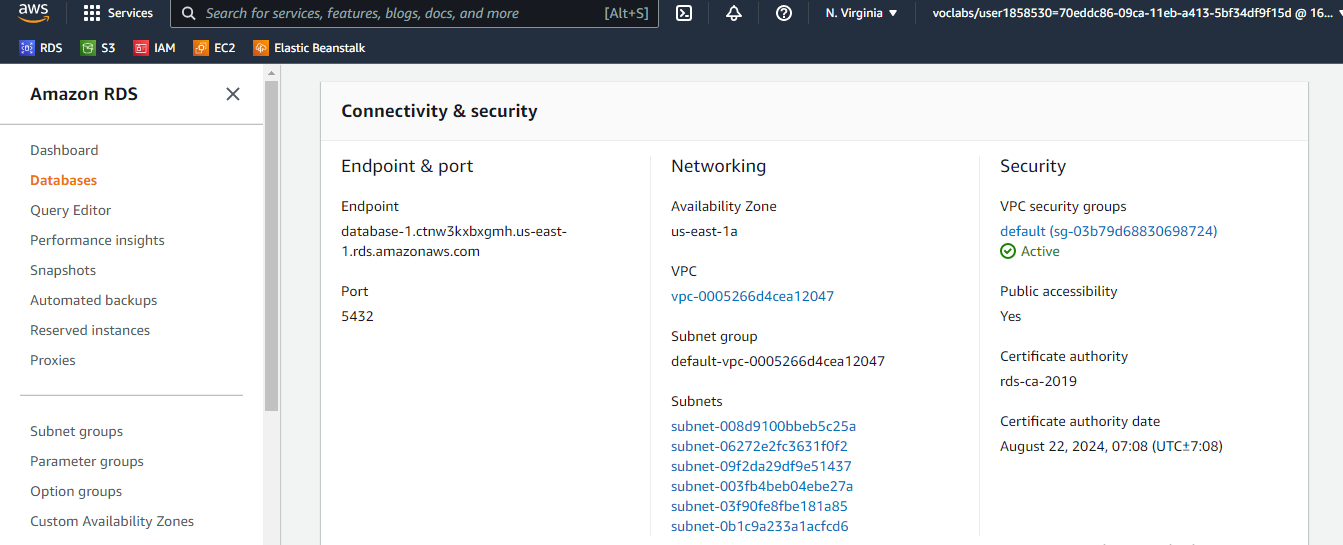 aws
Services
Search for services, features, blogs, docs, and more
[Alt+S]
N. Virginia ▼
voclabs/user1858530=70eddc86-09ca-11eb-a413-5bf34df9f15d @ 16...
RDS
S3
IAM
EC2
Elastic Beanstalk
Amazon RDS
Dashboard
Databases
Query Editor
Performance insights
Snapshots
Automated backups
Reserved instances
Proxies
Subnet groups
Parameter groups
Option groups
Custom Availability Zones
Connectivity & security
Endpoint & port
Endpoint
database-1.ctnw3kxbxgmh.us-east-
1.rds.amazonaws.com
Port
5432
Networking
Availability Zone
us-east-1a
VPC
vpc-0005266d4cea12047
Subnet group
default-vpc-0005266d4cea12047
Subnets
subnet-008d9100bbeb5c25a
subnet-06272e2fc3631f0f2
subnet-09f2da29df9e51437
subnet-003fb4beb04ebe27a
subnet-03f90fe8fbe181a85
subnet-0b1c9a233a1acfcd6
Security
VPC security groups
default (sg-03b79d68830698724)
Active
Public accessibility
Yes
Certificate authority
rds-ca-2019
Certificate authority date
August 22, 2024, 07:08 (UTC±7:08)